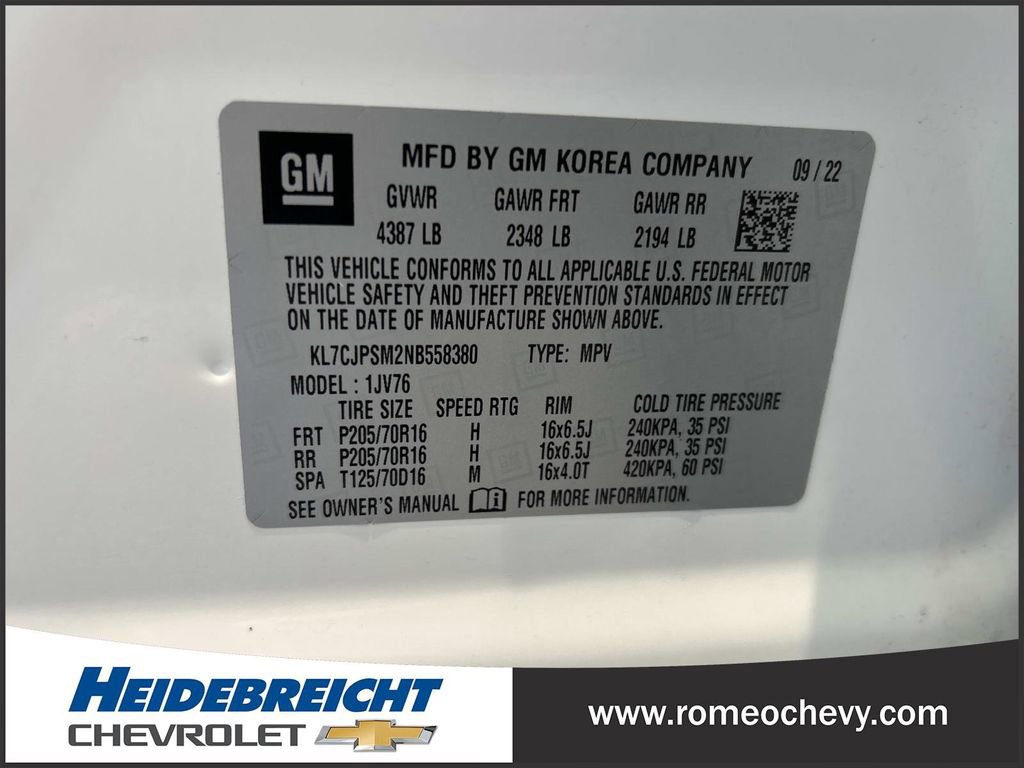 GM
MFD BY GM KOREA COMPANY 09 / 22
GVWR GAWR FRT GAWR RR
4387 LB 2348 LB 2194 LB
THIS VEHICLE CONFORMS TO ALL APPLICABLE U.S. FEDERAL MOTOR
VEHICLE SAFETY AND THEFT PREVENTION STANDARDS IN EFFECT
ON THE DATE OF MANUFACTURE SHOWN ABOVE.
KL7CJPSM2NB558380 TYPE: MPV
MODEL : 1JV76
TIRE SIZE SPEED RTG RIM COLD TIRE PRESSURE
FRT P205/70R16 H 16x6.5J 240KPA, 35 PSI
RR P205/70R16 H 16x6.5J 240KPA, 35 PSI
SPA T125/70D16 M 16x4.0T 420KPA, 60 PSI
SEE OWNER'S MANUAL i FOR MORE INFORMATION.
HEIDEBREICHT
CHEVROLET
www.romeochevy.com